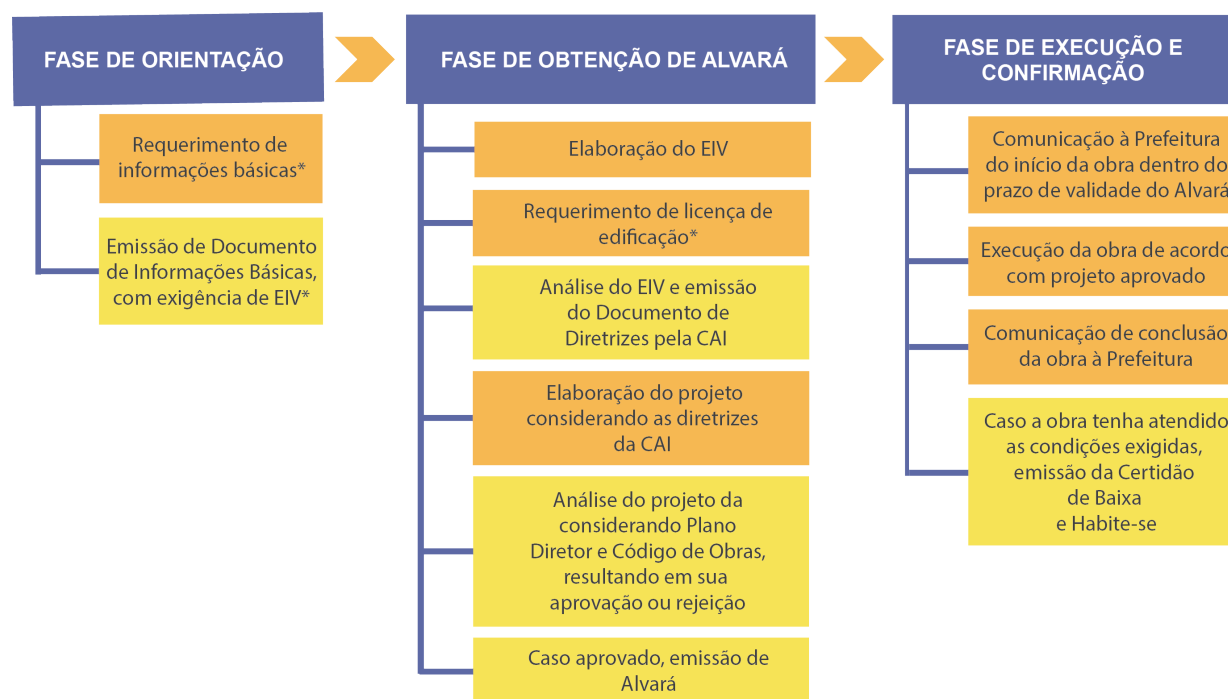 FASE DE ORIENTAÇÃO
Requerimento de
informações básicas*
Emissão de Documento
de Informações Básicas,
com exigência de EIV*
FASE DE OBTENÇÃO DE ALVARÁ
Elaboração do EIV
Requerimento de licença de
edificação*
Análise do EIV e emissão
do Documento de
Diretrizes pela CAI
Elaboração do projeto
considerando as diretrizes
da CAI
Análise do projeto da
considerando Plano
Diretor e Código de Obras,
resultando em sua
aprovação ou rejeição
Caso aprovado, emissão de
Alvará
FASE DE EXECUÇÃO E
CONFIRMAÇÃO
Comunicação à Prefeitura
do início da obra dentro do
prazo de validade do Alvará
Execução da obra de acordo
com projeto aprovado
Comunicação de conclusão
da obra à Prefeitura
Caso a obra tenha atendido
as condições exigidas,
emissão da Certidão
de Baixa
e Habite-se